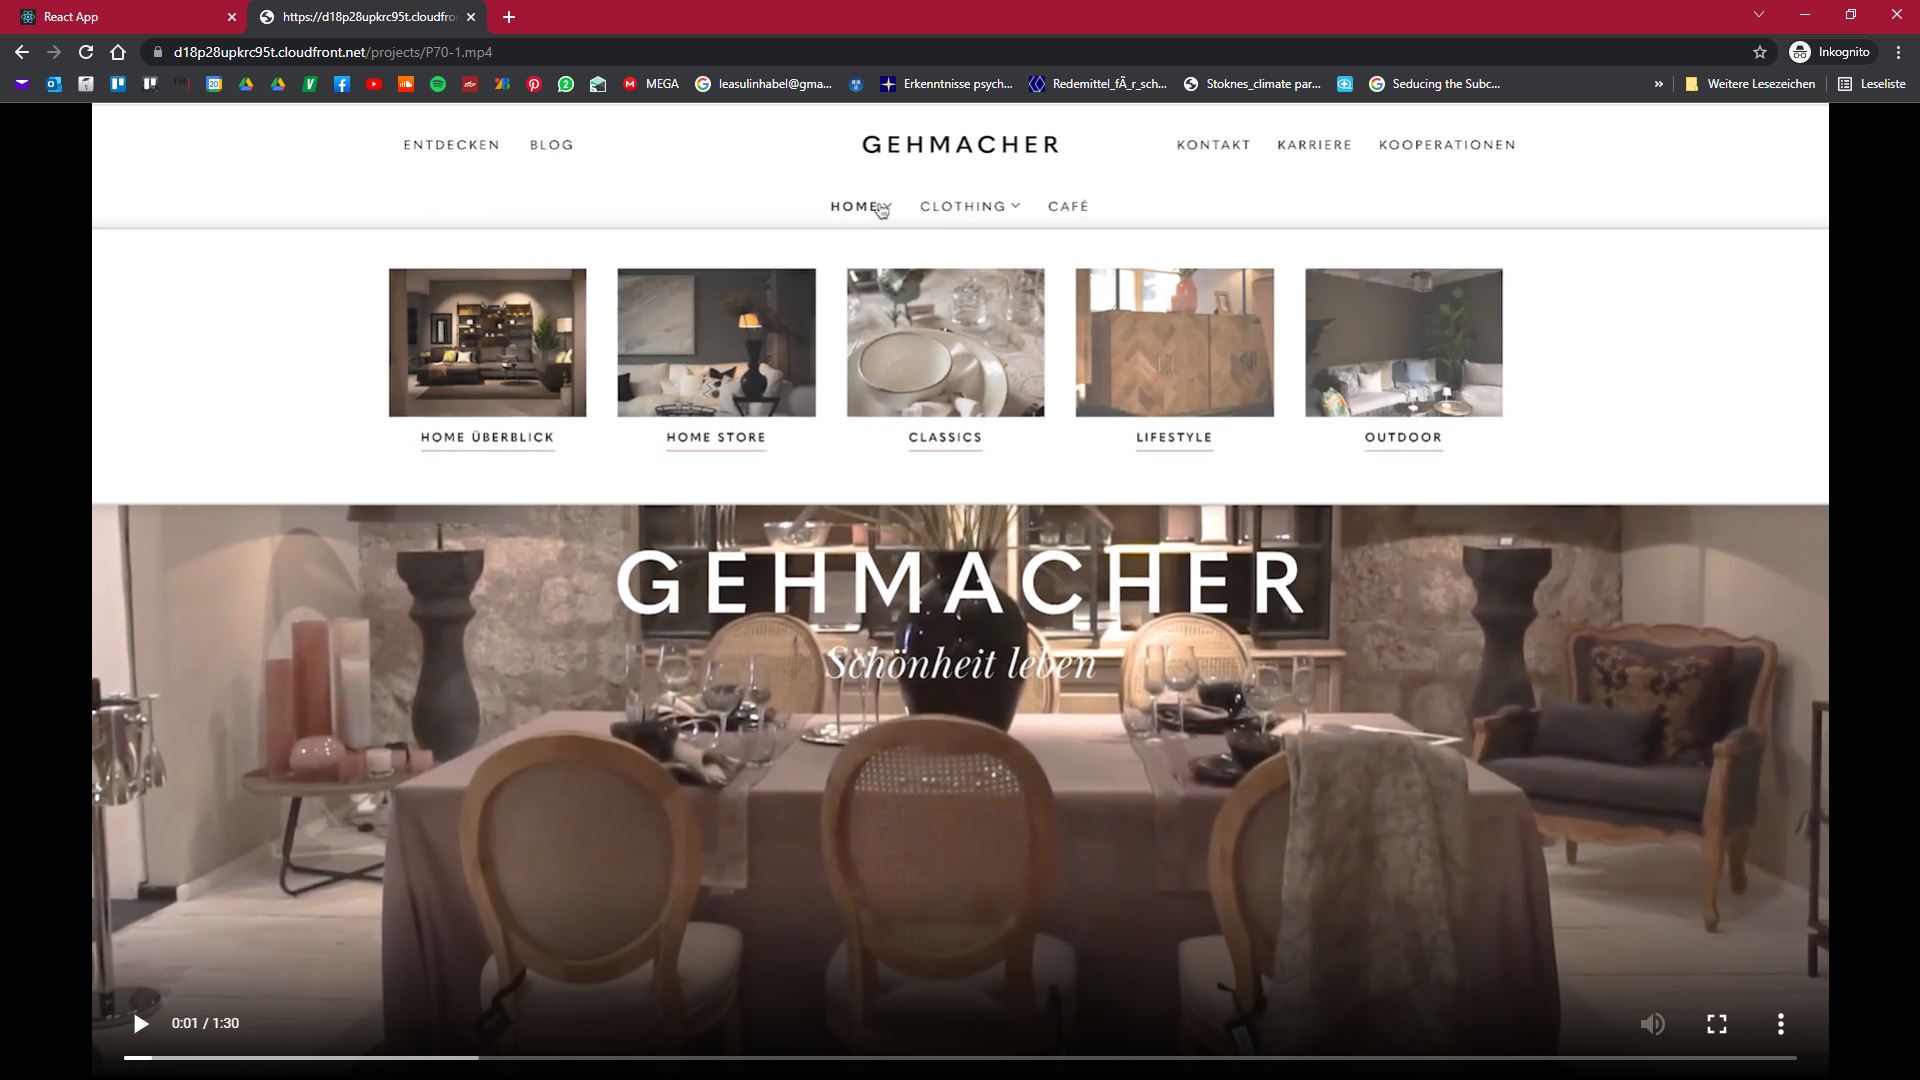 React App
https://d18p28upkrc95t.cloudfro
d18p28upkrc95t.cloudfront.net/projects/P70-1.mp4
Inkognito
20
MEGA
leasulinhabel@gma...
Erkenntnisse psych...
Redemittel_fÃ_r_sch...
Stoknes_climate par...
Seducing the Subc...
»
Weitere Lesezeichen
Leseliste
ENTDECKEN BLOG GEHMACHER KONTAKT KARRIERE KOOPERATIONEN
HOME CLOTHING CAFÉ
HOME ÜBERBLICK HOME STORE CLASSICS LIFESTYLE OUTDOOR
GEHMACHER
Schönheit leben
0:01 / 1:30